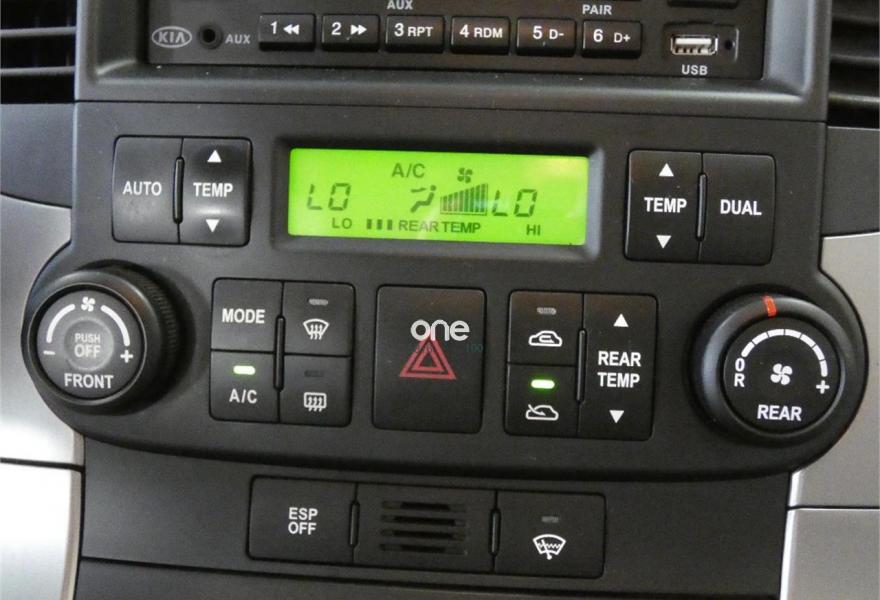 AUX
PAIR
KIA
AUX
1
2
3 RPT
4 RDM
5 D-
6 D+
USB
AUTO
TEMP
A/C
LO
LO
LO
REAR TEMP
HI
TEMP
DUAL
PUSH
OFF
- +
FRONT
MODE
A/C
one
REAR
TEMP
0
R
+
REAR
ESP
OFF